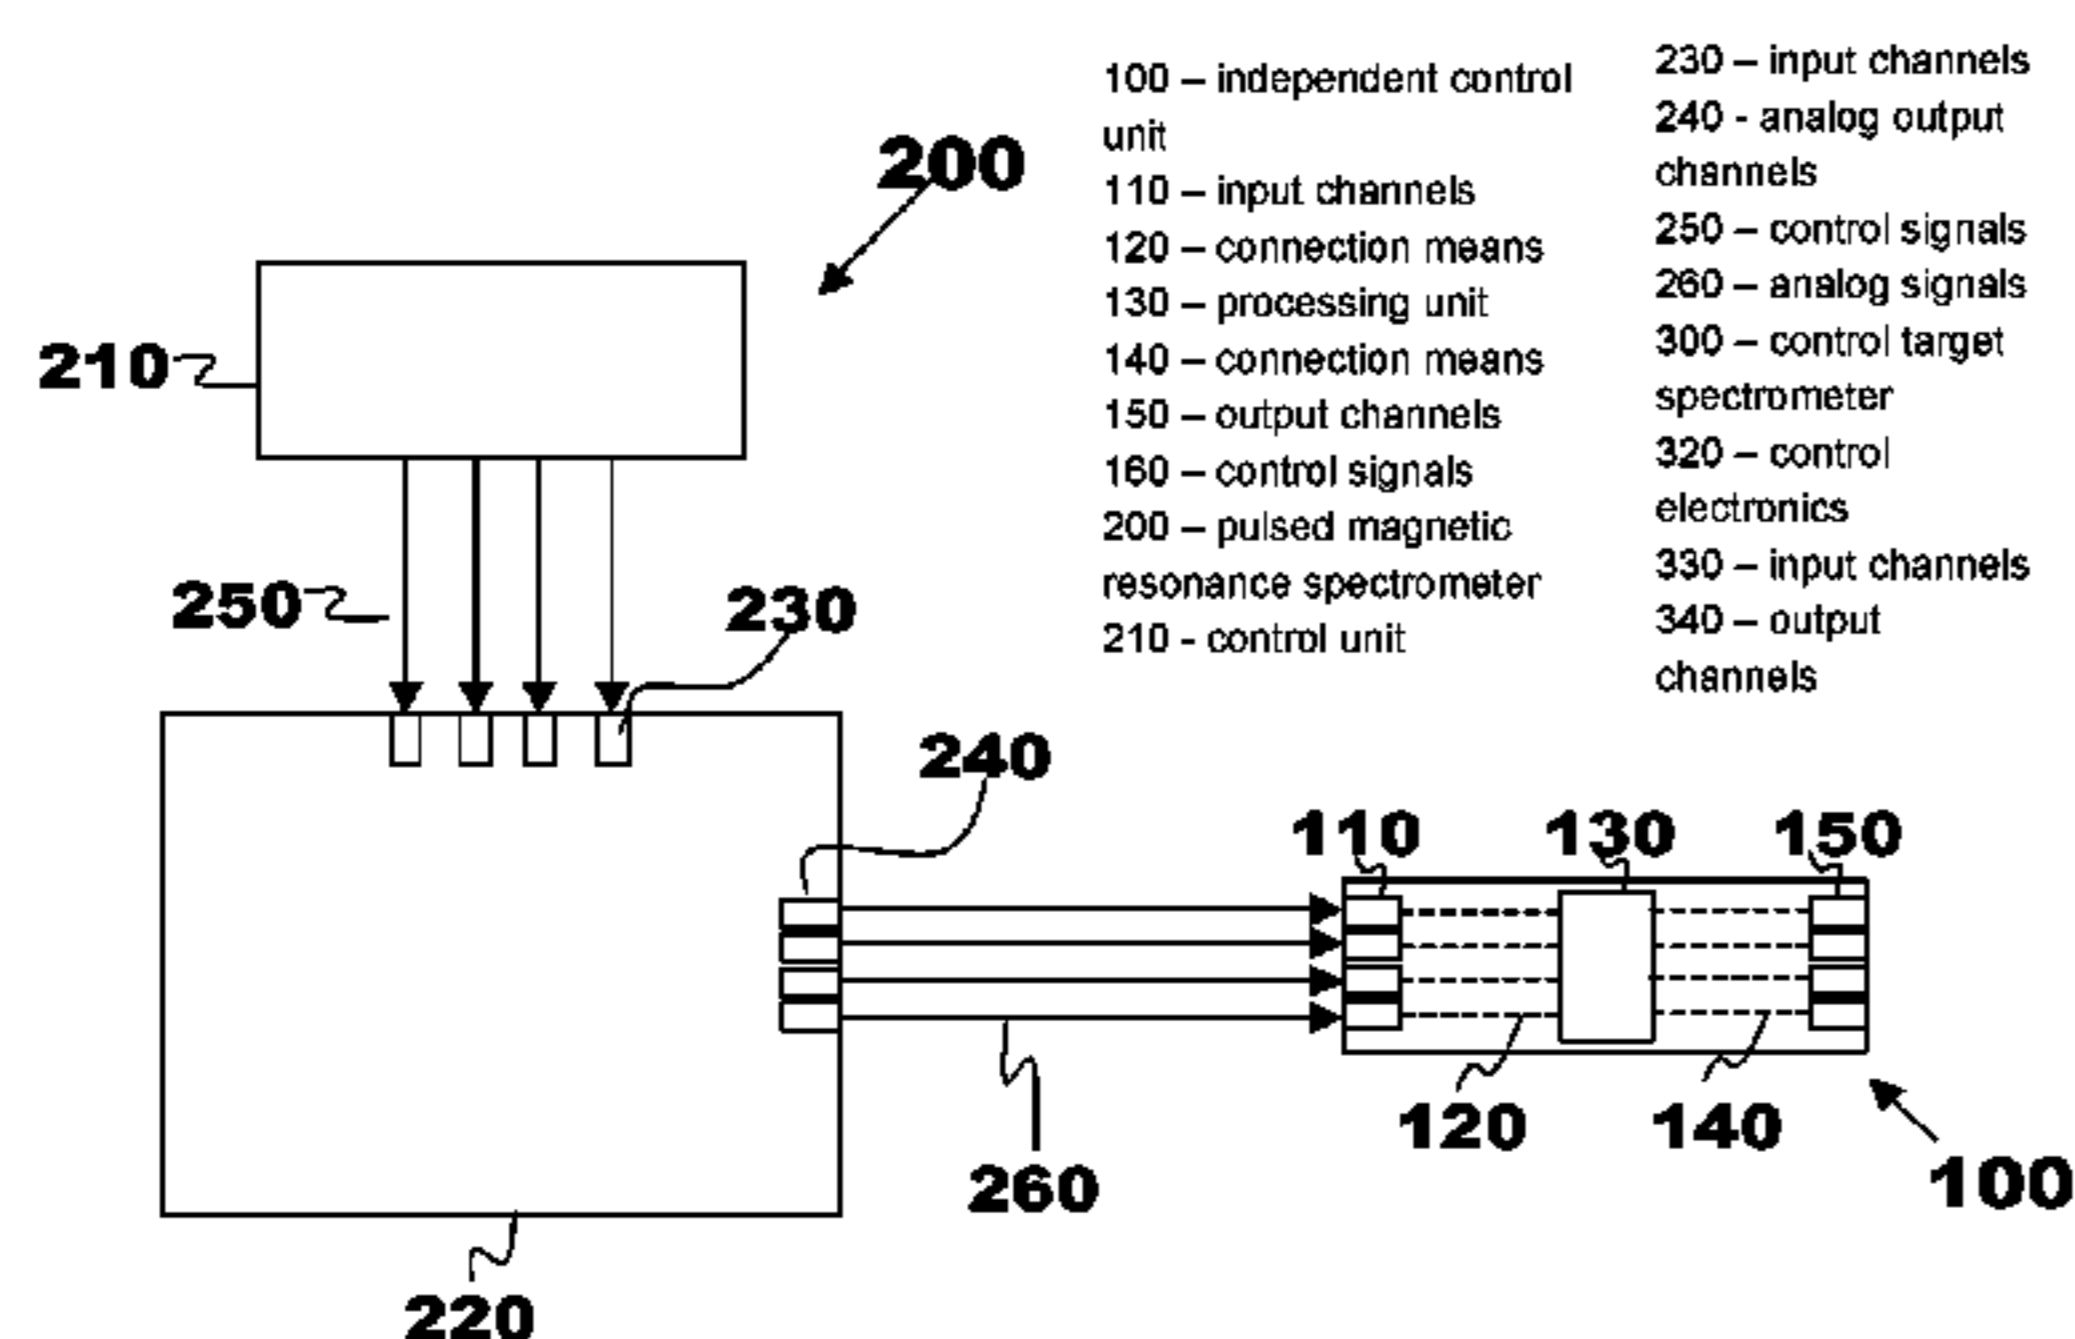 200
210
250
230
240
260
220
110
130
150
120
140
100
100 – independent control
unit
110 – input channels
120 – connection means
130 – processing unit
140 – connection means
150 – output channels
160 – control signals
200 – pulsed magnetic
resonance spectrometer
210 - control unit
230 – input channels
240 - analog output
channels
250 – control signals
260 – analog signals
300 – control target
spectrometer
320 – control
electronics
330 – input channels
340 – output
channels